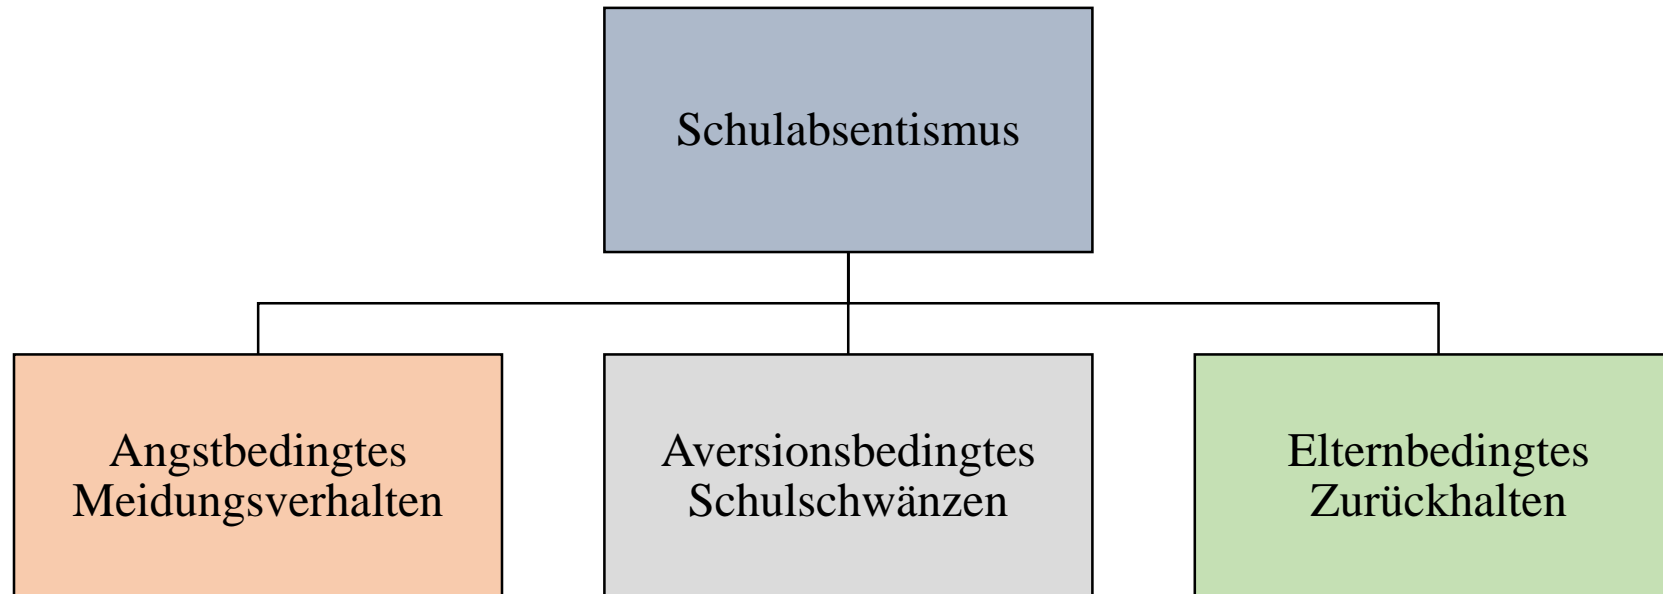 Schulabsentismus
Angstbedingtes
Meidungsverhalten
Aversionsbedingtes
Schulschwänzen
Elternbedingtes
Zurückhalten